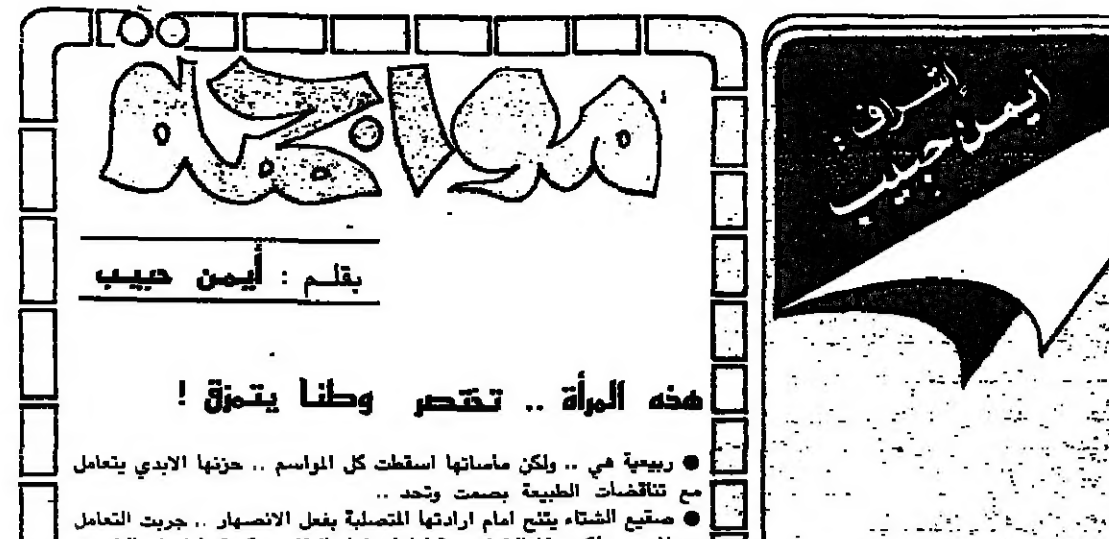 مواجهة
بقلم : أيمن حبيب
هذه المرأة .. تختصر وطنا يتمزق !
● ربيعية هي .. ولكن مأساتها اسقطت كل المواسم .. حزنها الابدي يتعامل
مع تناقضات الطبيعة بصمت وتحد ..
● صقيع الشتاء يتنح امام ارادتها المتصلبة بفعل الانصهار .. جربت التعامل
إشراف :
أيمن حبيب